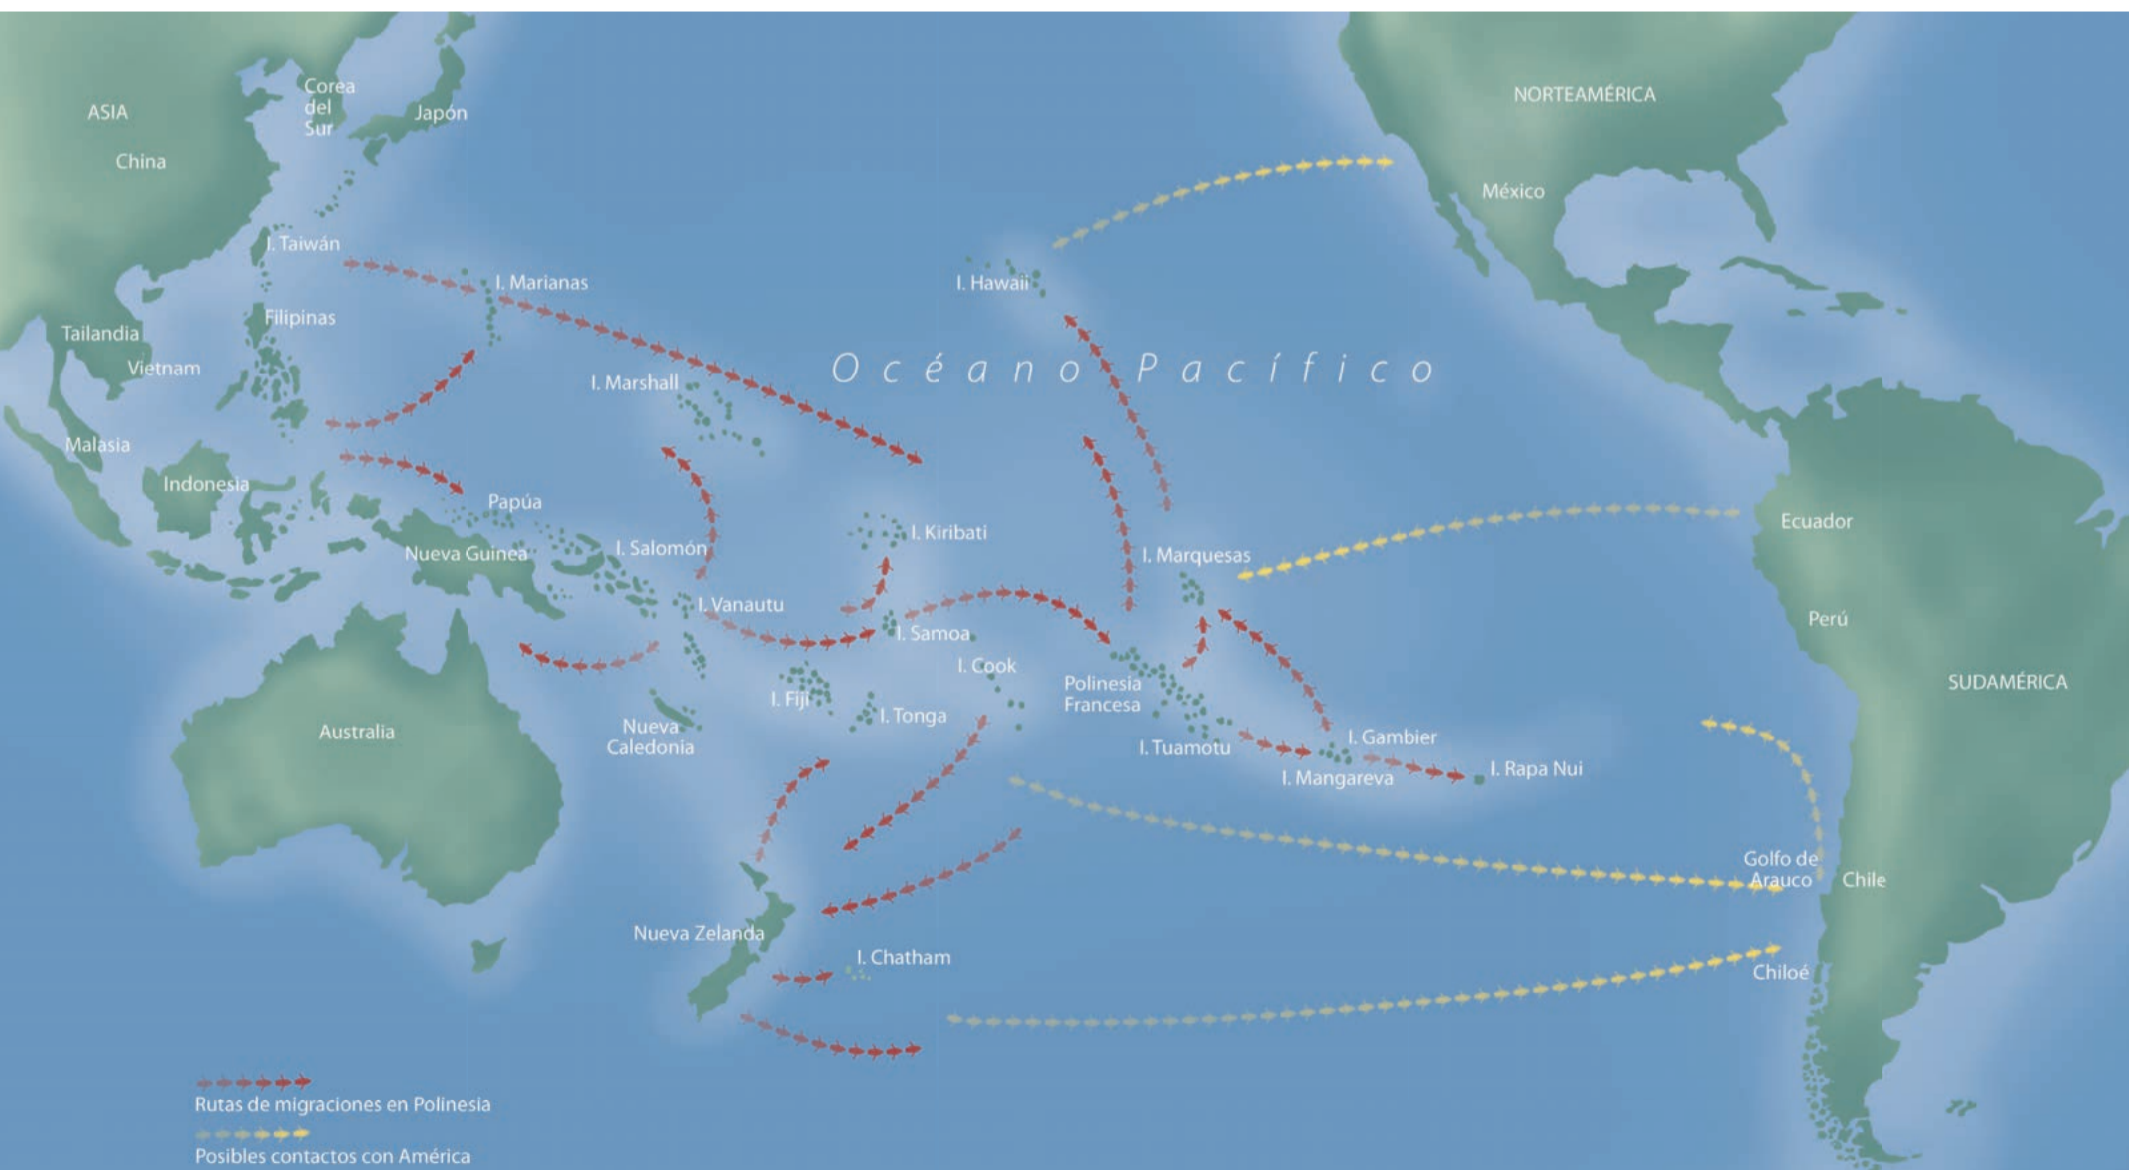 NORTEAMÉRICA
Corea
del
Sur
ASIA
Japón
China
México
I. Taiwán
I. Marianas
I. Hawaii
Filipinas
Tailandia
Vietnam
Océano Pacífico
I. Marshall
Malasia
Indonesia
Papúa
Ecuador
I. Kiribati
I. Salomón
Nueva Guinea
I. Marquesas
I. Vanautu
Perú
I. Samoa
I. Cook
SUDAMÉRICA
Polinesia
Francesa
I. Fiji
I. Tonga
Australia
Nueva
Caledonia
I. Tuamotu
I. Gambier
I. Rapa Nui
I. Mangareva
Golfo de
Arauco
Chile
Nueva Zelanda
I. Chatham
Chiloé
Rutas de migraciones en Polinesia
Posibles contactos con América